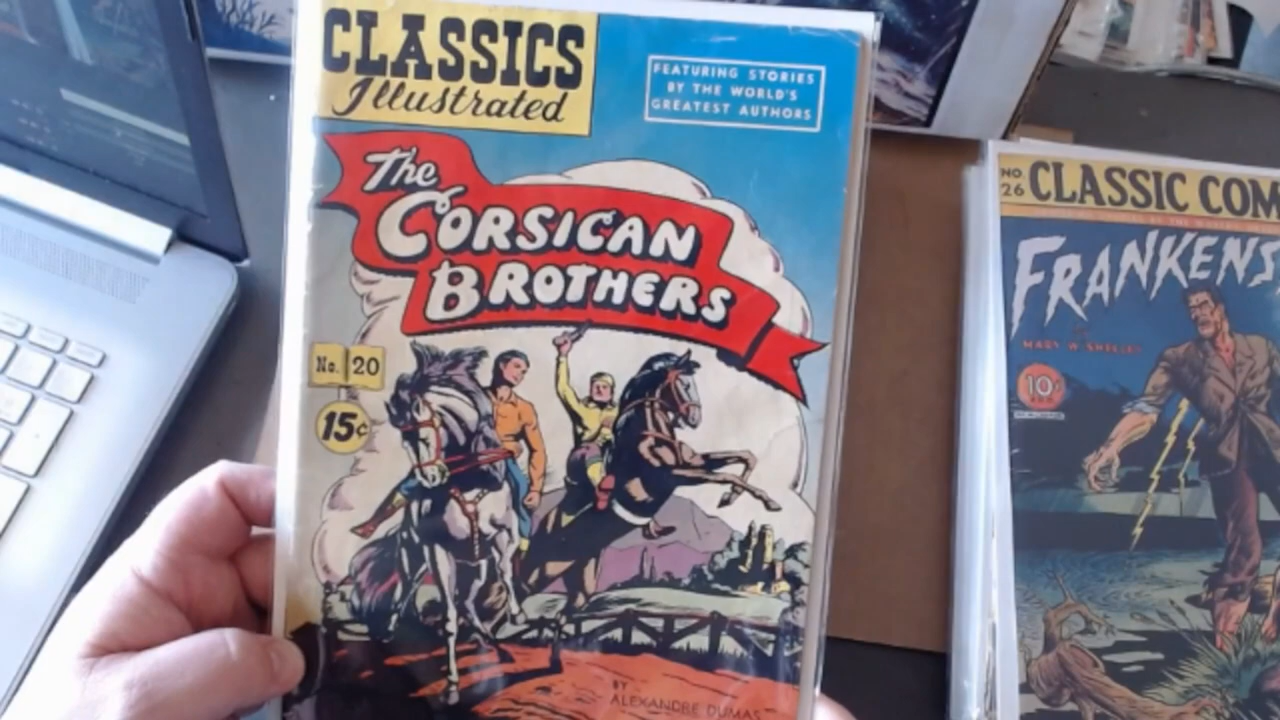 CLASSICS
Illustrated
FEATURING STORIES
BY THE WORLD'S
GREATEST AUTHORS
The
CORSICAN
BROTHERS
No. 20
15¢
BY
ALEXANDRE DUMAS
NO. 26
CLASSIC COM
FRANKENS
MARY W. SHELLEY
10¢